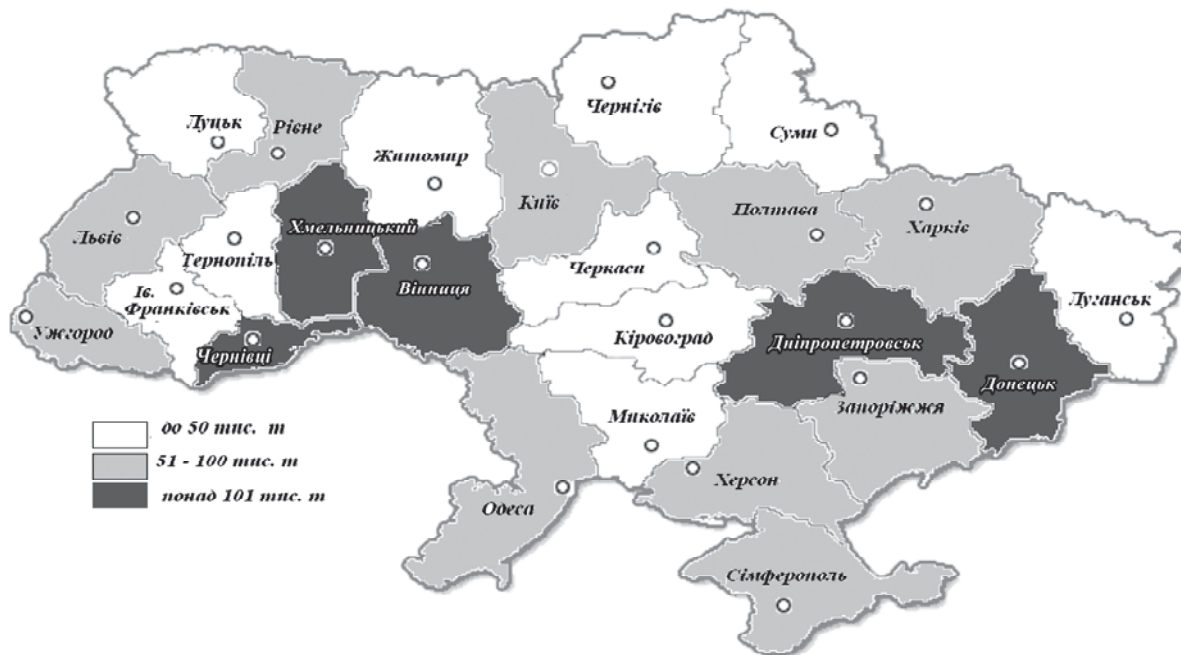 Чернігів
Луцьк
Рівне
Суми
Житомир
Київ
Полтава
Харків
Львів
Хмельницький
Тернопіль
Черкаси
Вінниця
Ів.
Франківськ
Луганськ
Ужгород
Чернівці
Кіровоград
Дніпропетровськ
Донецьк
Миколаїв
Запоріжжя
до 50 тис. т
51 - 100 тис. т
понад 101 тис. т
Херсон
Одеса
Сімферополь